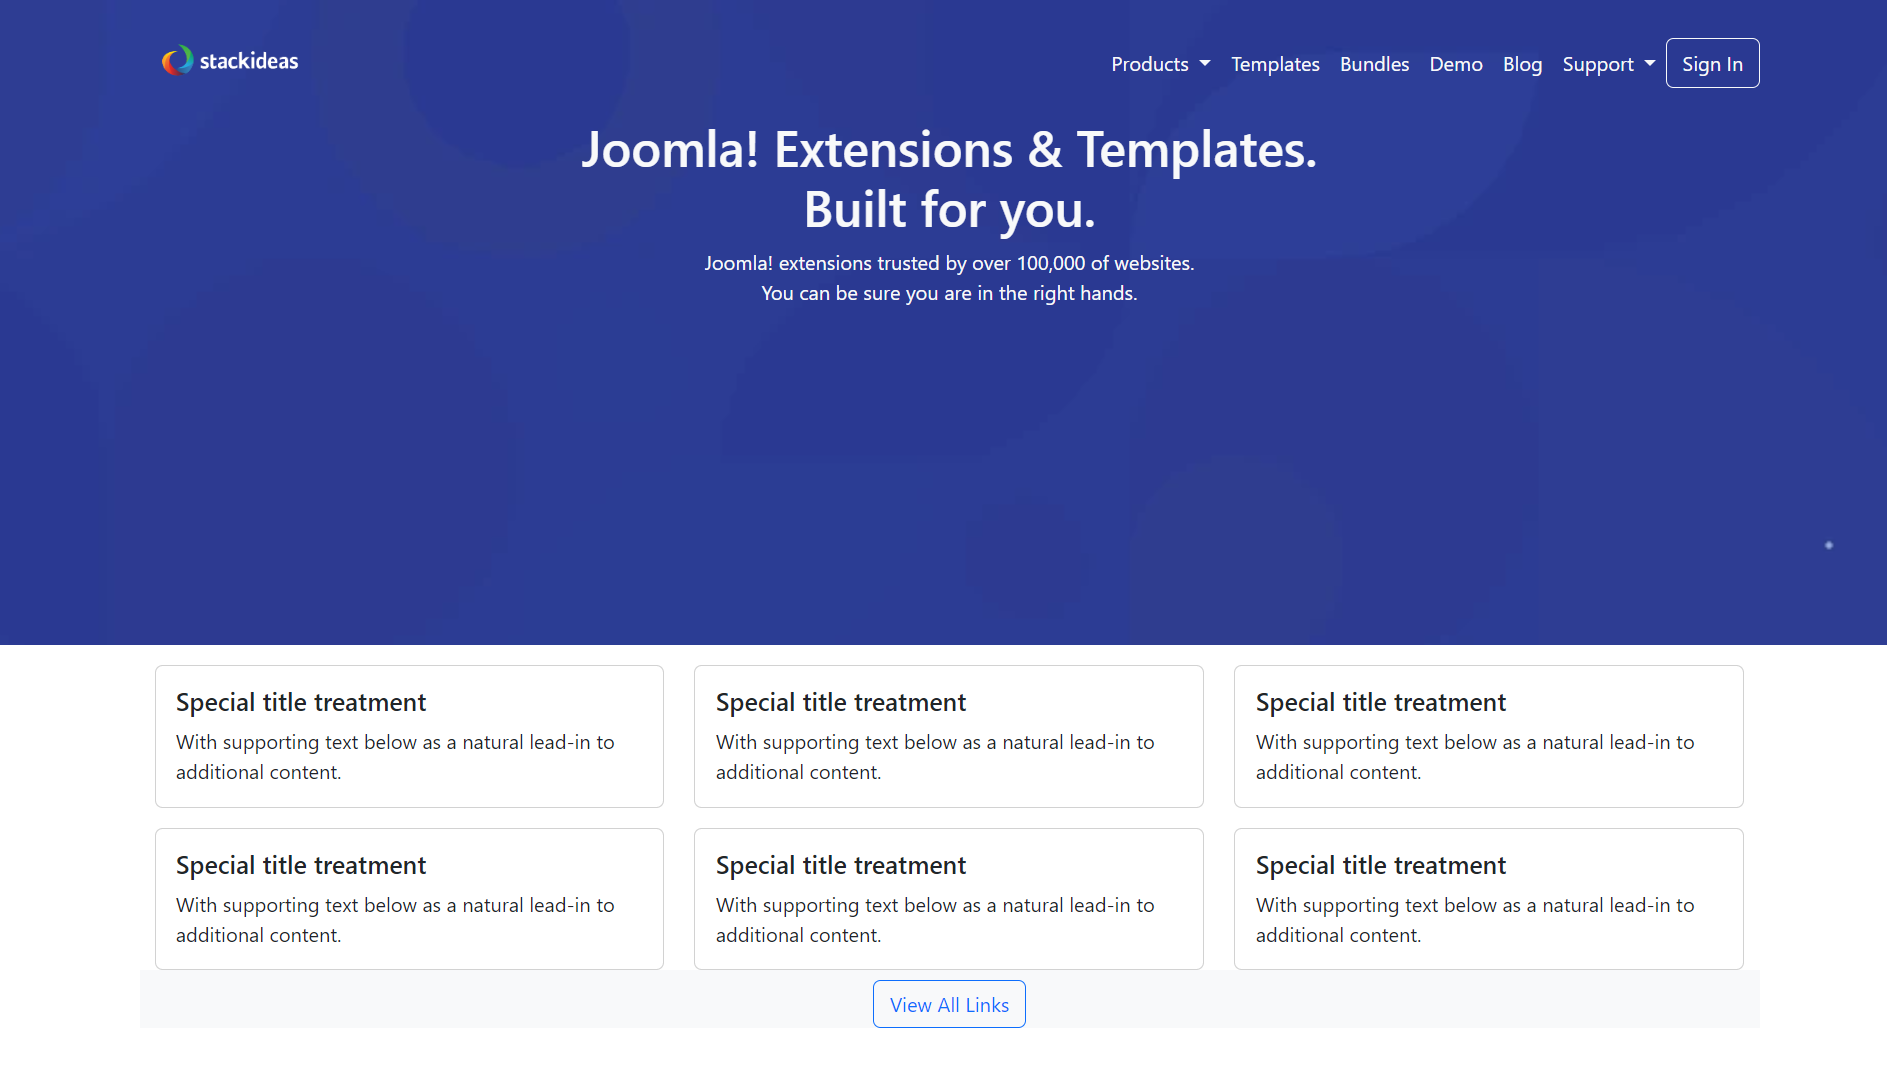 stackideas
Products
Templates
Bundles
Demo
Blog
Support
Sign In
Joomla! Extensions & Templates.
Built for you.
Joomla! extensions trusted by over 100,000 of websites.
You can be sure you are in the right hands.
Special title treatment
With supporting text below as a natural lead-in to
additional content.
Special title treatment
With supporting text below as a natural lead-in to
additional content.
Special title treatment
With supporting text below as a natural lead-in to
additional content.
Special title treatment
With supporting text below as a natural lead-in to
additional content.
Special title treatment
With supporting text below as a natural lead-in to
additional content.
Special title treatment
With supporting text below as a natural lead-in to
additional content.
View All Links